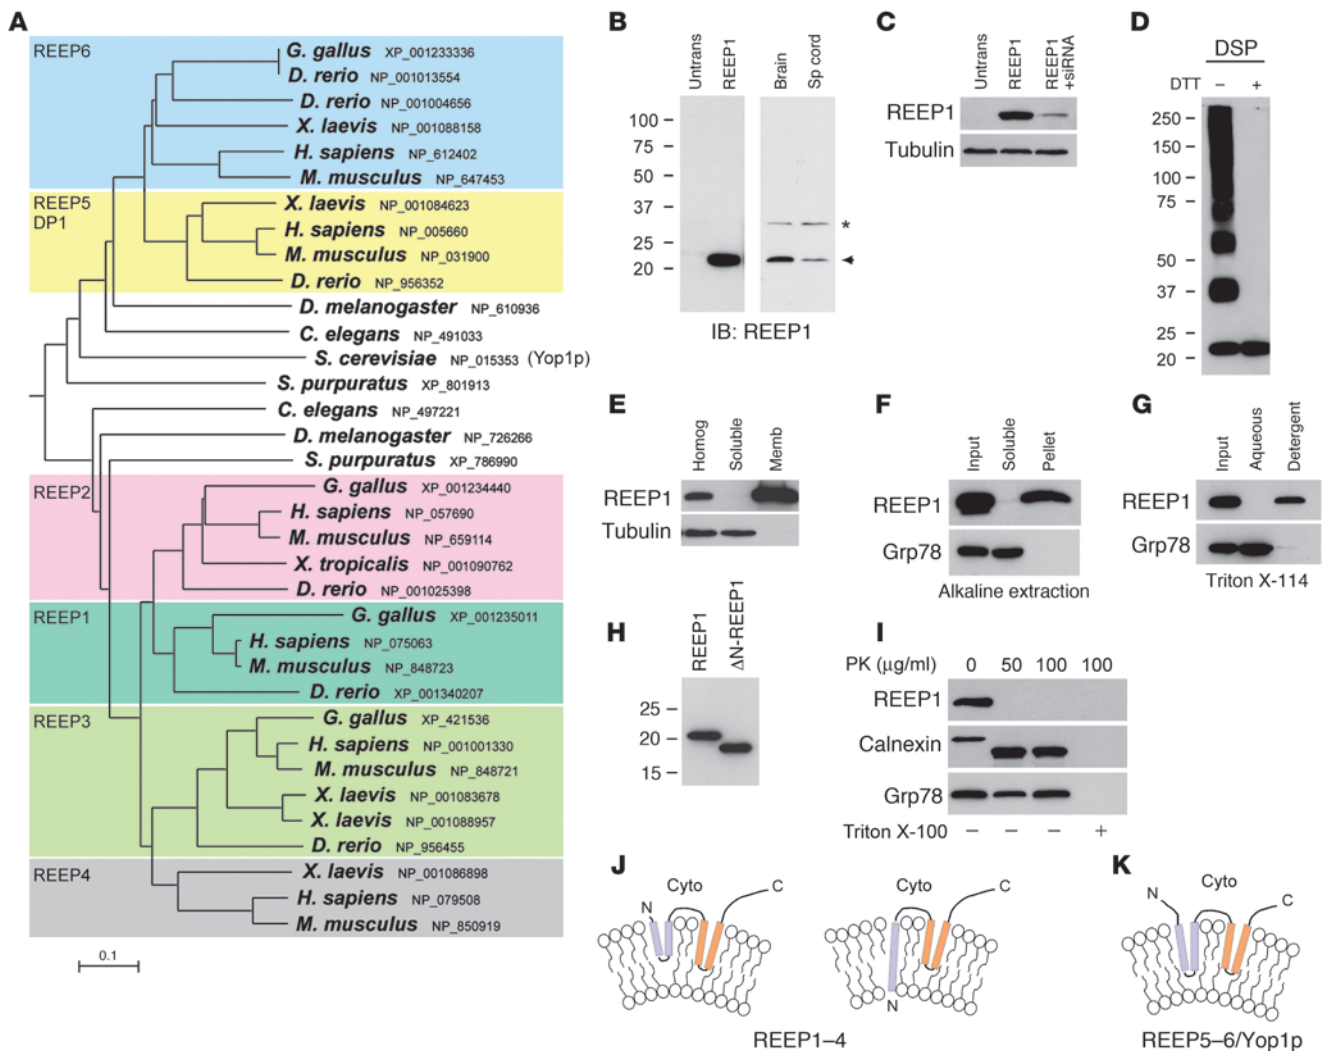 A
REEP6
G. gallus XP_001233336
D. rerio NP_001013554
D. rerio NP_001004656
X. laevis NP_001088158
H. sapiens NP_612402
M. musculus NP_647453
REEP5
DP1
X. laevis NP_001084623
H. sapiens NP_005660
M. musculus NP_031900
D. rerio NP_956352
D. melanogaster NP_610936
C. elegans NP_491033
S. cerevisiae NP_015353 (Yop1p)
S. purpuratus XP_801913
C. elegans NP_497221
D. melanogaster NP_726266
S. purpuratus XP_786990
REEP2
G. gallus XP_001234440
H. sapiens NP_057690
M. musculus NP_659114
X. tropicalis NP_001090762
D. rerio NP_001025398
REEP1
G. gallus XP_001235011
H. sapiens NP_075063
M. musculus NP_848723
D. rerio XP_001340207
REEP3
G. gallus XP_421536
H. sapiens NP_001001330
M. musculus NP_848721
X. laevis NP_001083678
X. laevis NP_001088957
D. rerio NP_956455
REEP4
X. laevis NP_001086898
H. sapiens NP_079508
M. musculus NP_850919
0.1
B
Untrans
REEP1
Brain
Sp cord
100
75
50
37
25
20
*
IB: REEP1
C
Untrans
REEP1
REEP1
+siRNA
REEP1
Tubulin
D
DSP
DTT – +
250
150
100
75
50
37
25
20
E
Homog
Soluble
Memb
REEP1
Tubulin
F
Input
Soluble
Pellet
REEP1
Grp78
Alkaline extraction
G
Input
Aqueous
Detergent
REEP1
Grp78
Triton X-114
H
REEP1
ΔN-REEP1
25
20
15
I
PK (μg/ml) 0 50 100 100
REEP1
Calnexin
Grp78
Triton X-100 – – – +
J
N
Cyto
C
Cyto
C
N
REEP1–4
K
N
Cyto
C
REEP5–6/Yop1p